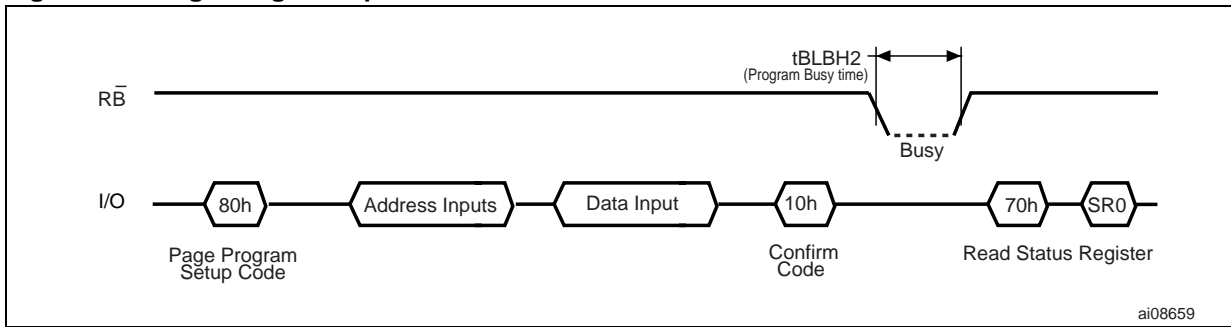 tBLBH2
(Program Busy time)
RB̅
Busy
I/O
80h
Address Inputs
Data Input
10h
70h
SR0
Page Program
Setup Code
Confirm
Code
Read Status Register
ai08659